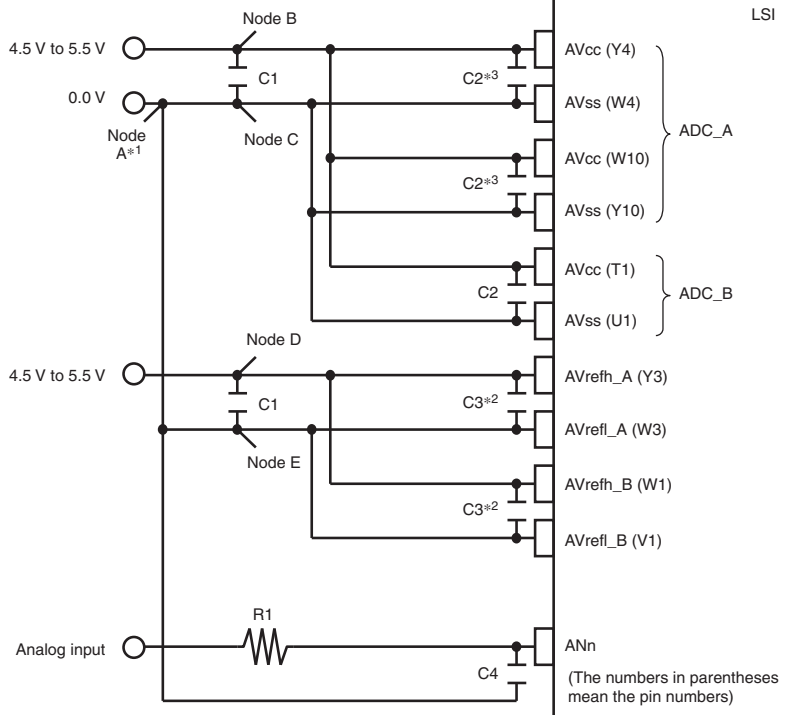 LSI
Node B
4.5 V to 5.5 V
AVcc (Y4)
C1
C2*3
0.0 V
AVss (W4)
Node A*1
Node C
ADC_A
AVcc (W10)
C2*3
AVss (Y10)
AVcc (T1)
C2
ADC_B
AVss (U1)
Node D
4.5 V to 5.5 V
AVrefh_A (Y3)
C1
C3*2
AVrefl_A (W3)
Node E
AVrefh_B (W1)
C3*2
AVrefl_B (V1)
R1
Analog input
ANn
C4
(The numbers in parentheses
mean the pin numbers)